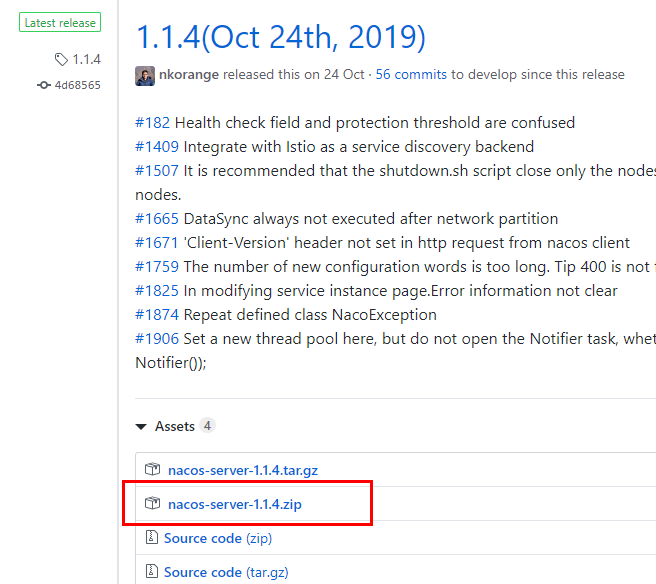 Latest release
1.1.4(Oct 24th, 2019)
1.1.4
nkorange released this on 24 Oct · 56 commits to develop since this release
4d68565
#182 Health check field and protection threshold are confused
#1409 Integrate with Istio as a service discovery backend
#1507 It is recommended that the shutdown.sh script close only the nodes
nodes.
#1665 DataSync always not executed after network partition
#1671 'Client-Version' header not set in http request from nacos client
#1759 The number of new configuration words is too long. Tip 400 is not
#1825 In modifying service instance page.Error information not clear
#1874 Repeat defined class NacoException
#1906 Set a new thread pool here, but do not open the Notifier task,
Notifier());
Assets 4
nacos-server-1.1.4.tar.gz
nacos-server-1.1.4.zip
Source code (zip)
Source code (tar.gz)